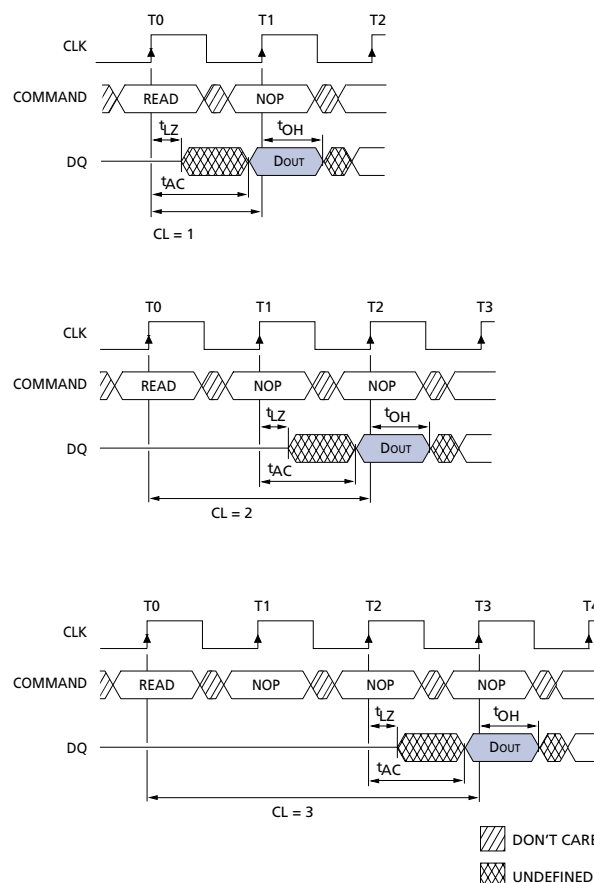 T0 T1 T2
CLK
COMMAND READ NOP
tLZ tOH
DQ DOUT
tAC
CL = 1
T0 T1 T2 T3
CLK
COMMAND READ NOP NOP
tLZ tOH
DQ DOUT
tAC
CL = 2
T0 T1 T2 T3 T4
CLK
COMMAND READ NOP NOP NOP
tLZ tOH
DQ DOUT
tAC
CL = 3
DON'T CARE
UNDEFINED